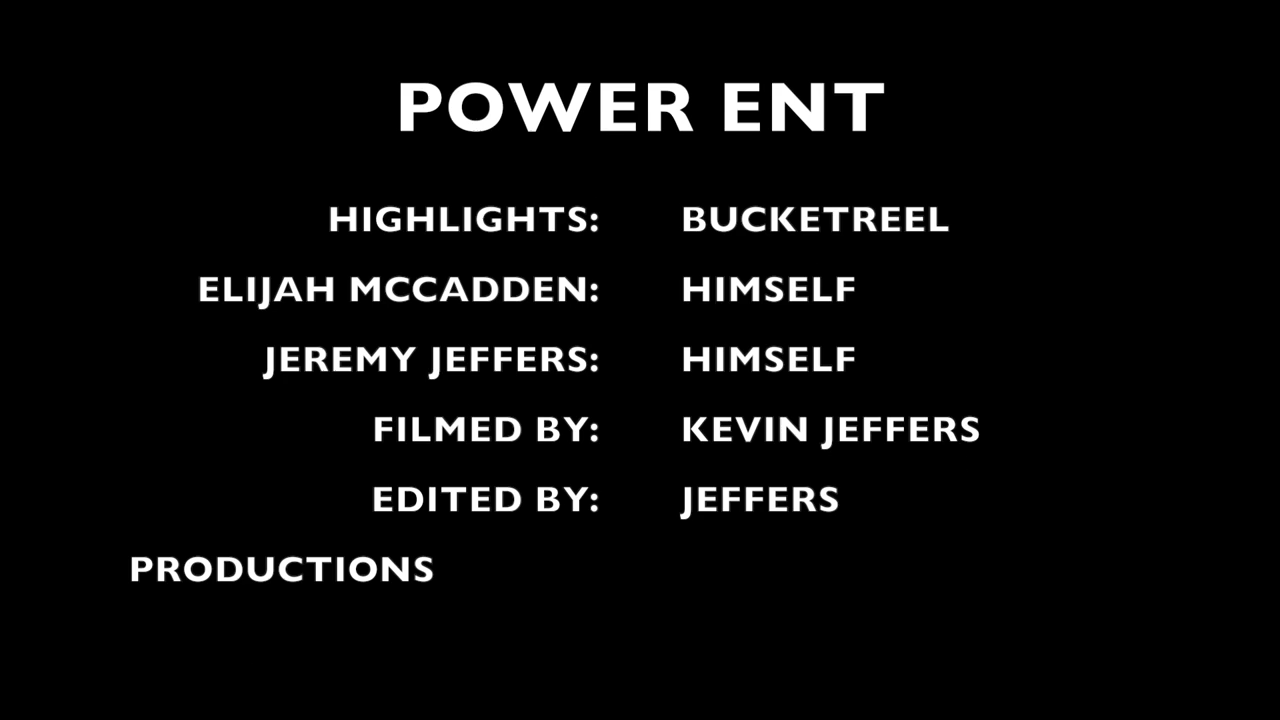 POWER ENT
HIGHLIGHTS: BUCKETREEL
ELIJAH MCCADDEN: HIMSELF
JEREMY JEFFERS: HIMSELF
FILMED BY: KEVIN JEFFERS
EDITED BY: JEFFERS
PRODUCTIONS